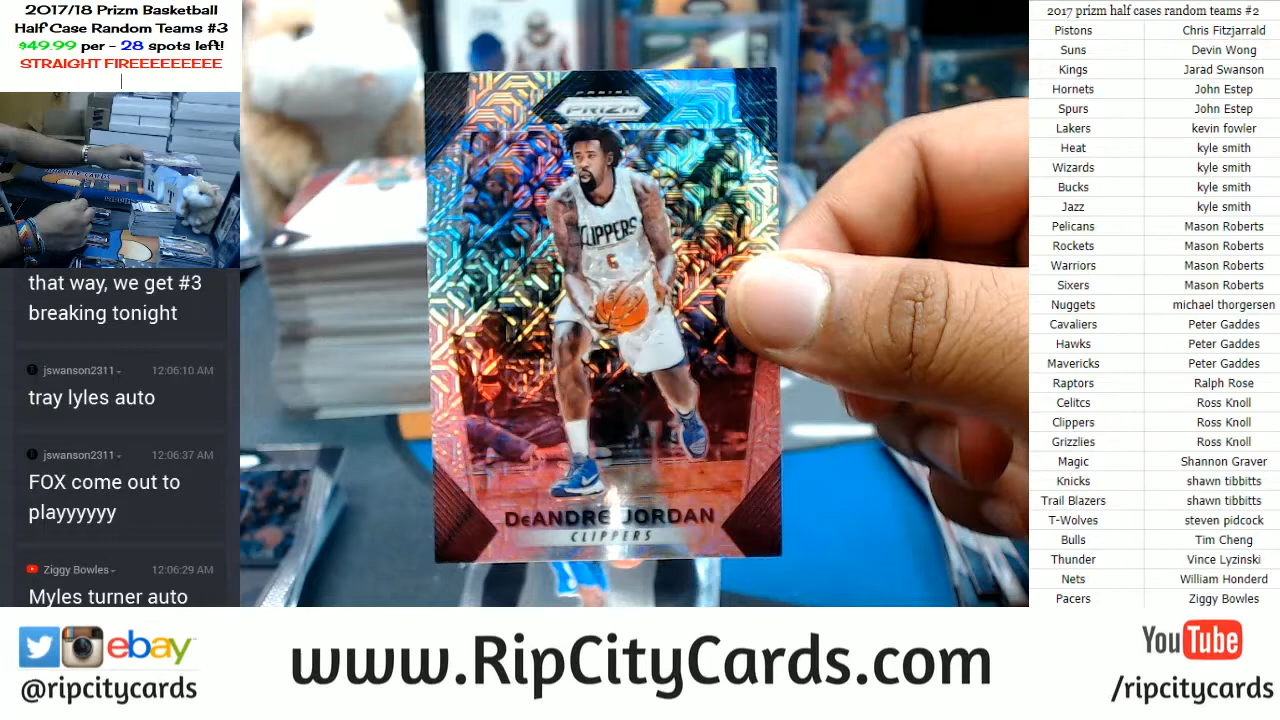 2017/18 Prizm Basketball
Half Case Random Teams #3
$49.99 per - 28 spots left!
STRAIGHT FIREEEEEEEEE
that way, we get #3
breaking tonight
jswanson2311
12:06:10 AM
tray lyles auto
jswanson2311
12:06:37 AM
FOX come out to
playyyyyy
Ziggy Bowles
12:06:29 AM
Myles turner auto
PANINI
PRIZM
CLIPPERS
6
DeANDRE JORDAN
CLIPPERS
2017 prizm half cases random teams #2
Pistons Chris Fitzjarrald
Suns Devin Wong
Kings Jarad Swanson
Hornets John Estep
Spurs John Estep
Lakers kevin fowler
Heat kyle smith
Wizards kyle smith
Bucks kyle smith
Jazz kyle smith
Pelicans Mason Roberts
Rockets Mason Roberts
Warriors Mason Roberts
Sixers Mason Roberts
Nuggets michael thorgersen
Cavaliers Peter Gaddes
Hawks Peter Gaddes
Mavericks Peter Gaddes
Raptors Ralph Rose
Celitcs Ross Knoll
Clippers Ross Knoll
Grizzlies Ross Knoll
Magic Shannon Graver
Knicks shawn tibbitts
Trail Blazers shawn tibbitts
T-Wolves steven pidcock
Bulls Tim Cheng
Thunder Vince Lyzinski
Nets William Honderd
Pacers Ziggy Bowles
ebay
@ripcitycards
www.RipCityCards.com
YouTube
/ripcitycards